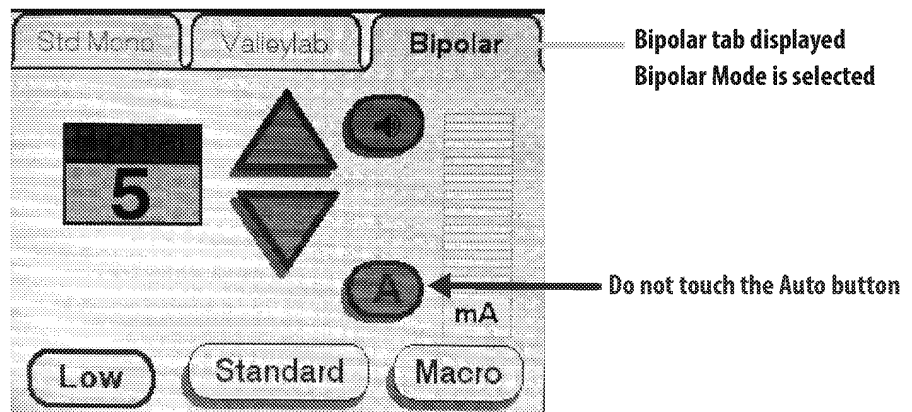 Std Mono
Valleylab
Bipolar
Bipolar tab displayed
Bipolar Mode is selected
Bipolar
5
A
Do not touch the Auto button
mA
Low
Standard
Macro